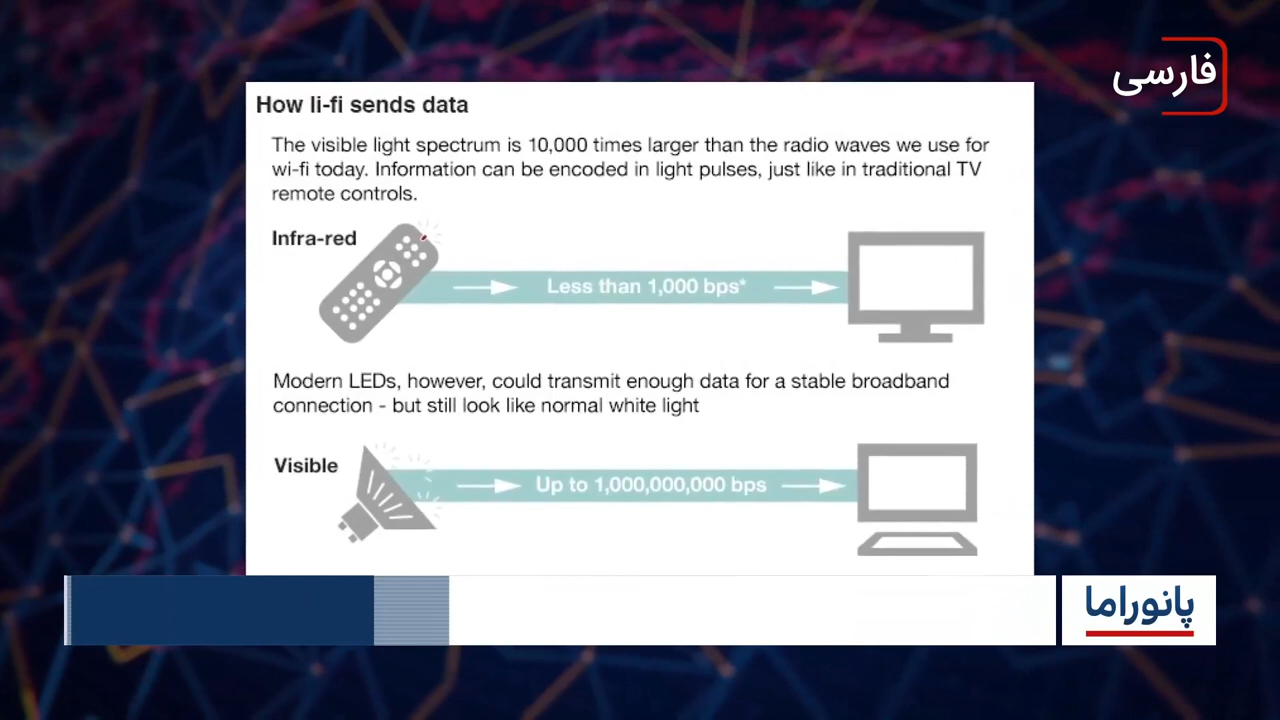 فارسی
How li-fi sends data
The visible light spectrum is 10,000 times larger than the radio waves we use for
wi-fi today. Information can be encoded in light pulses, just like in traditional TV
remote controls.
Infra-red
Less than 1,000 bps*
Modern LEDs, however, could transmit enough data for a stable broadband
connection - but still look like normal white light
Visible
Up to 1,000,000,000 bps
پانوراما